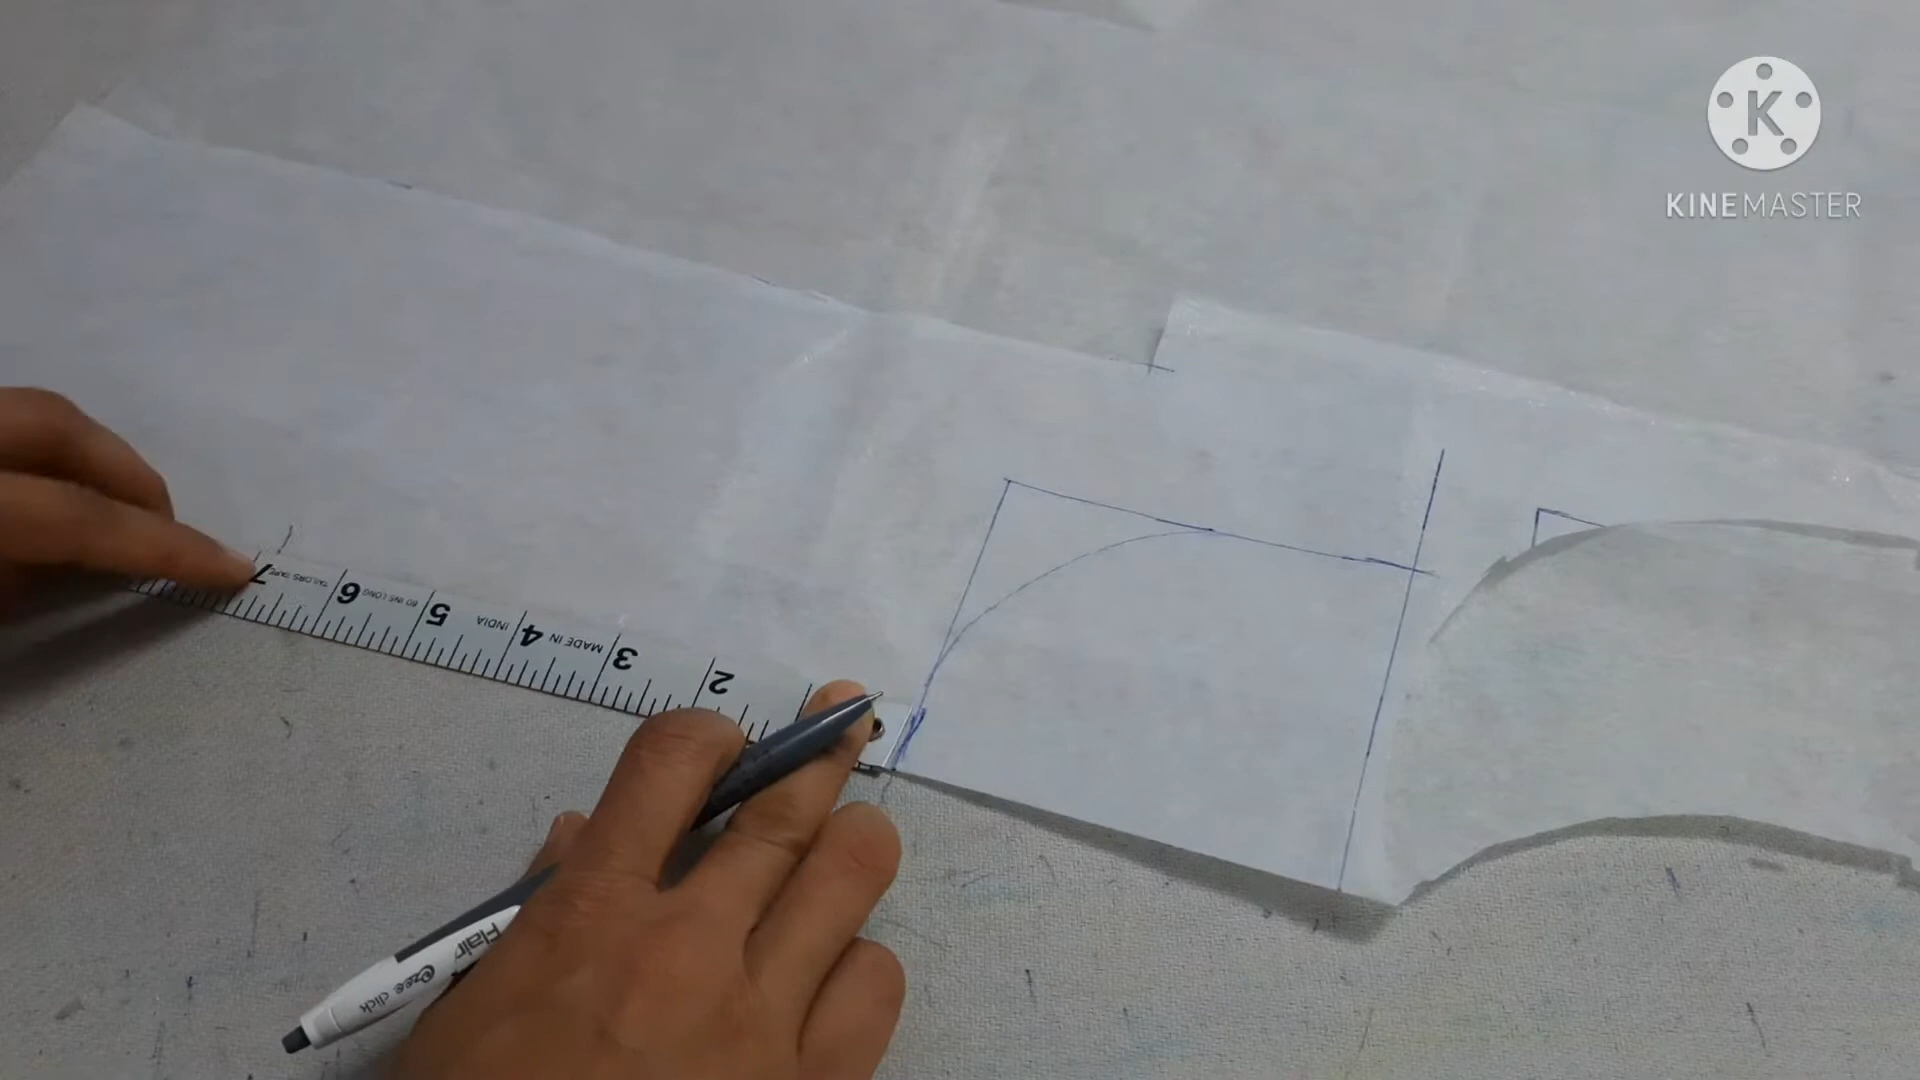 K
KINEMASTER
7 TAILORS TAPE 6 60 INS LONG 5 INDIA 4 MADE IN 3 2
Flair
Ezee click